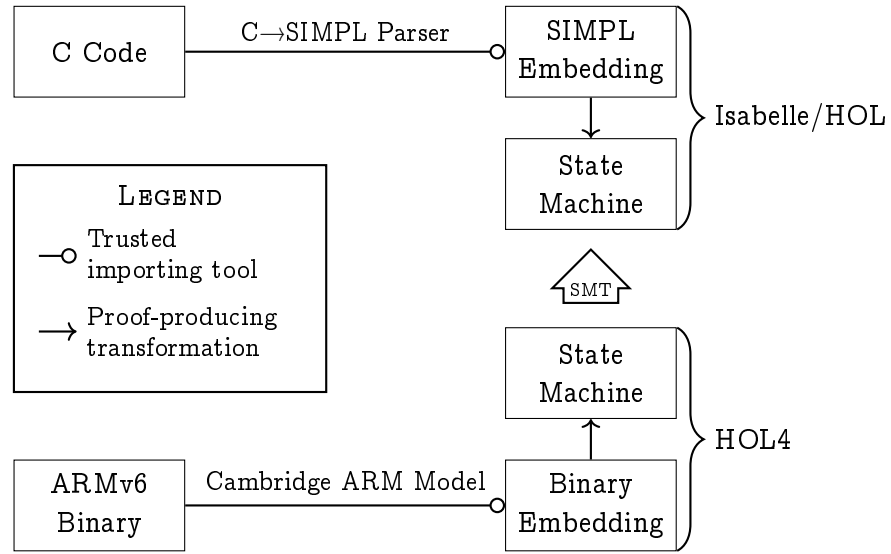 C Code
C→SIMPL Parser
SIMPL
Embedding
State
Machine
Isabelle/HOL
LEGEND
Trusted
importing tool
Proof-producing
transformation
SMT
State
Machine
HOL4
ARMv6
Binary
Cambridge ARM Model
Binary
Embedding